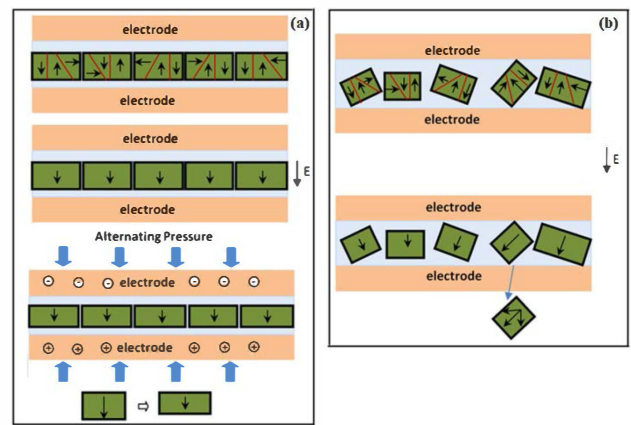 (a)
electrode
electrode
electrode
E
electrode
Alternating Pressure
- - - electrode - - -
+ + + electrode + + +
(b)
electrode
electrode
E
electrode
electrode